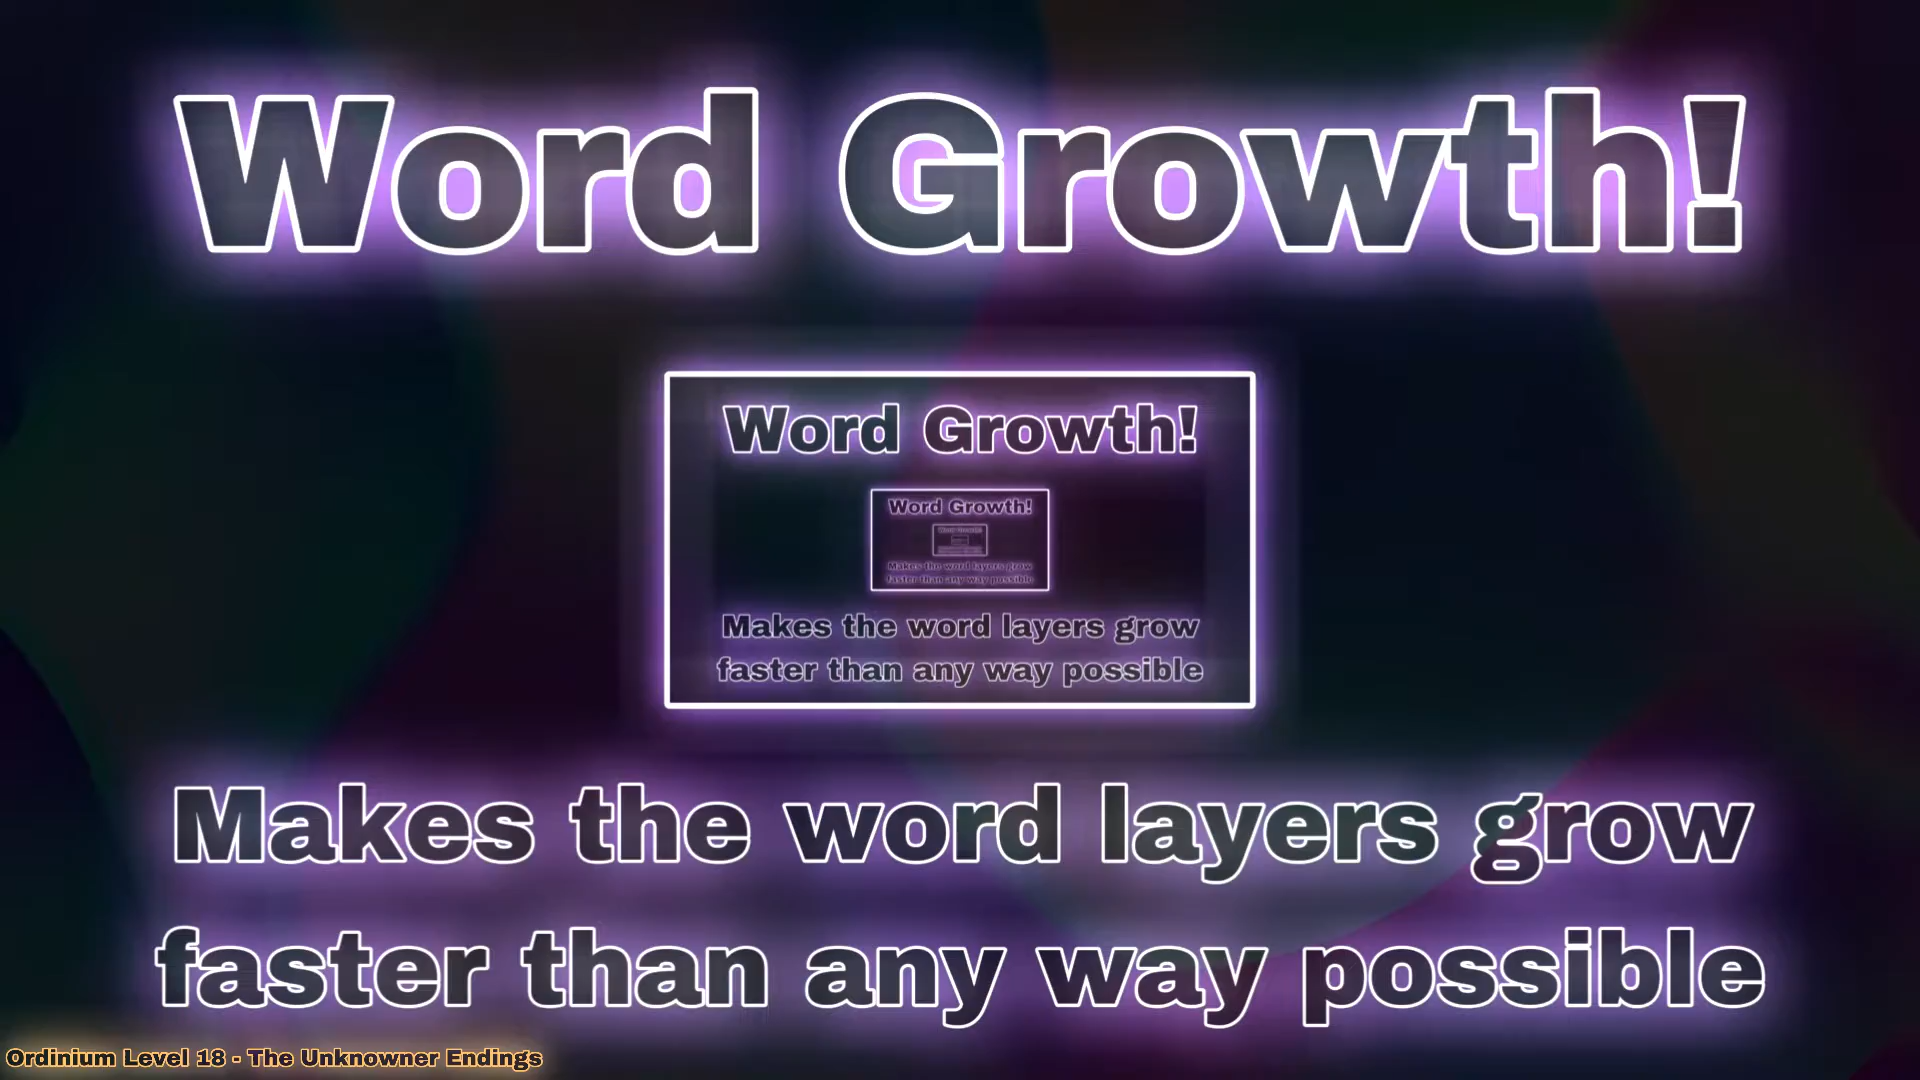 Word Growth!
Word Growth!
Word Growth!
Makes the word layers grow
faster than any way possible
Makes the word layers grow
faster than any way possible
Makes the word layers grow
faster than any way possible
Ordinium Level 18 - The Unknowner Endings